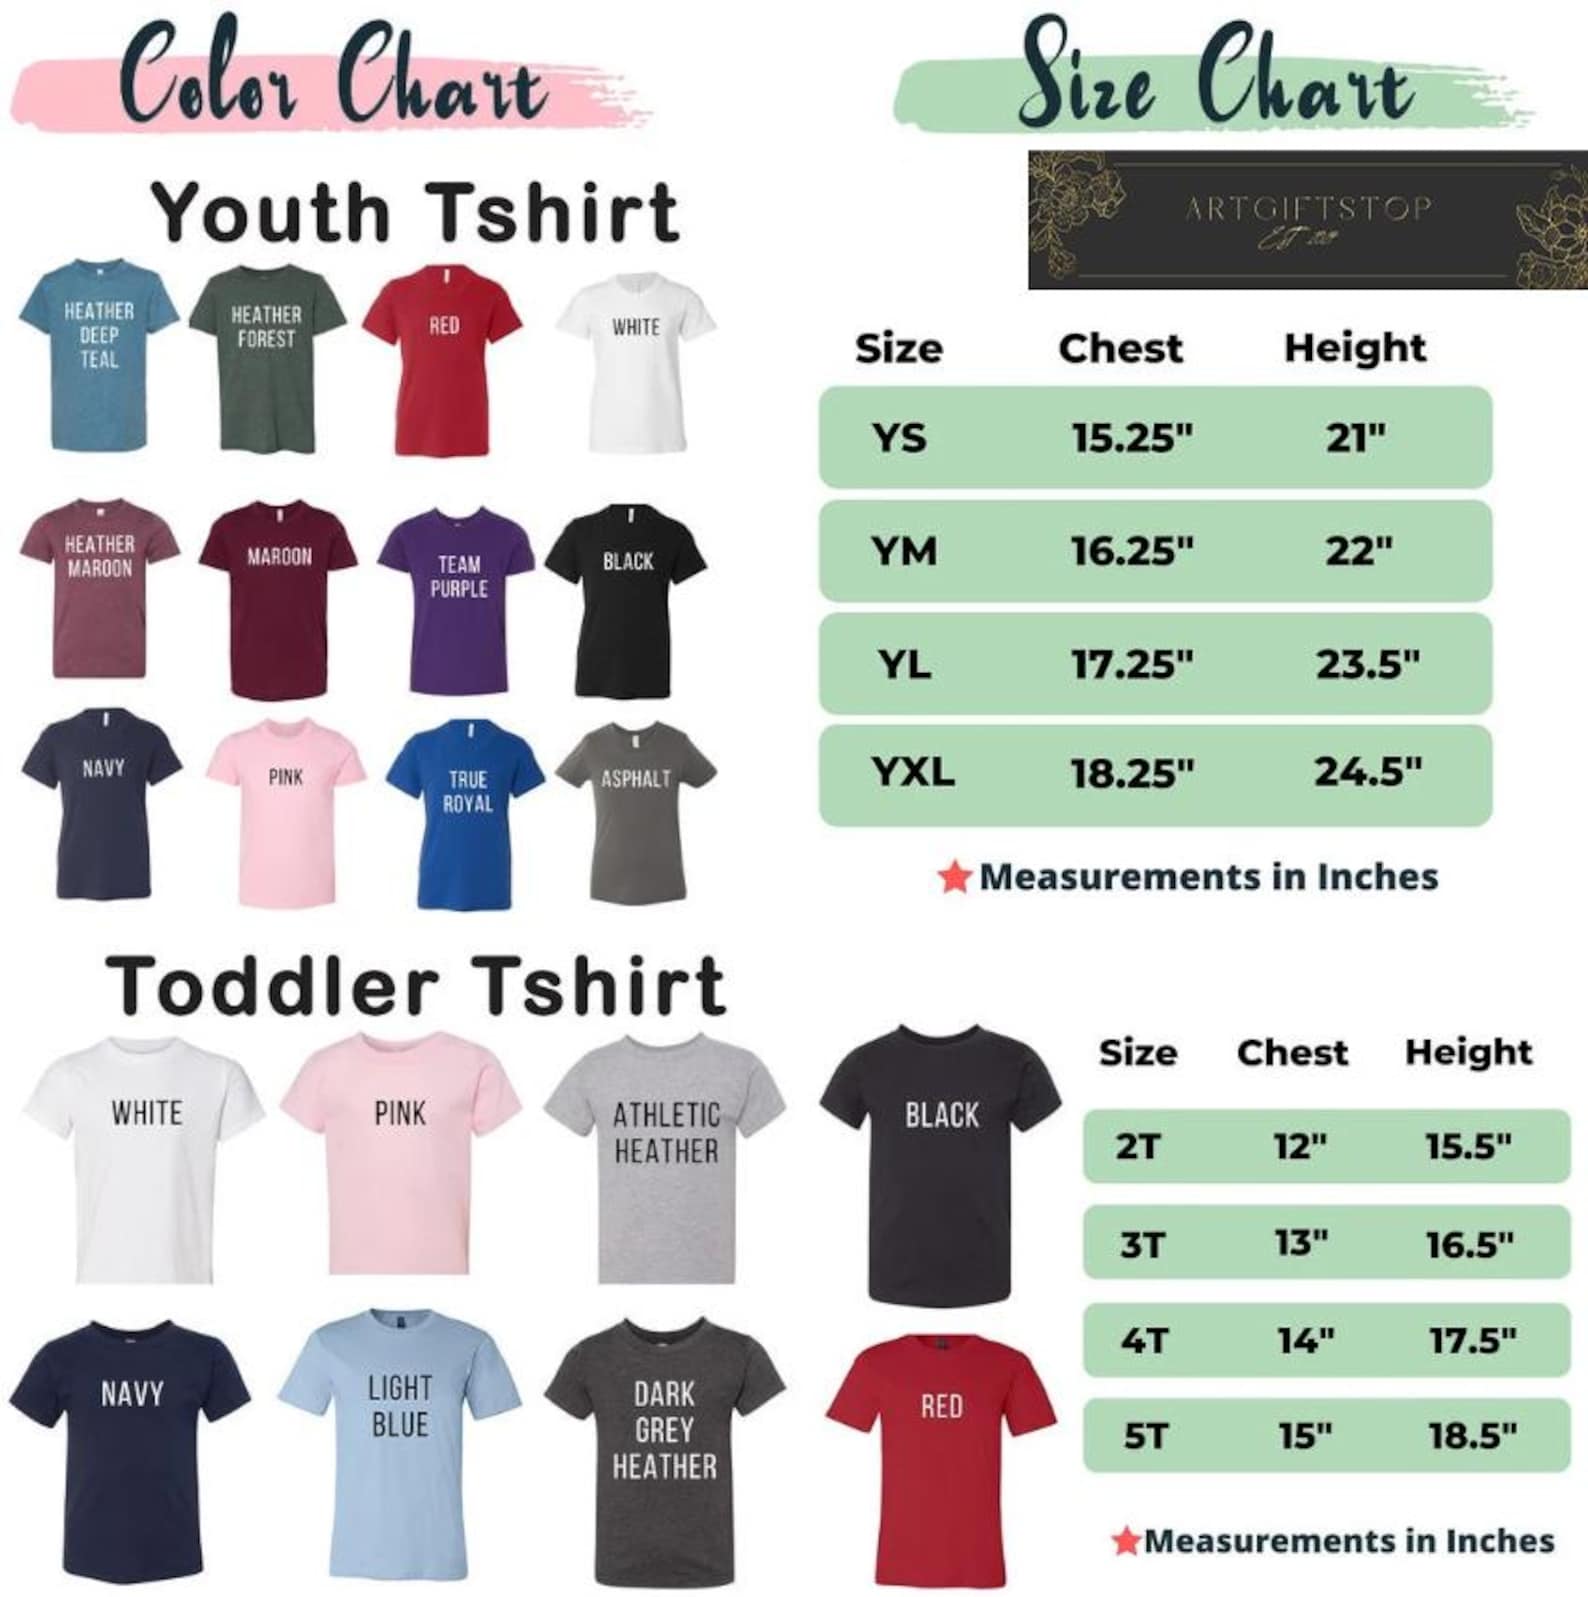 Color Chart
Size Chart
ARTGIFTSTOP
Youth Tshirt
HEATHER
DEEP
TEAL
HEATHER
FOREST
RED
WHITE
HEATHER
MAROON
MAROON
TEAM
PURPLE
BLACK
NAVY
PINK
TRUE
ROYAL
ASPHALT
Size Chest Height
YS 15.25" 21"
YM 16.25" 22"
YL 17.25" 23.5"
YXL 18.25" 24.5"
Measurements in Inches
Toddler Tshirt
WHITE
PINK
ATHLETIC
HEATHER
BLACK
NAVY
LIGHT
BLUE
DARK
GREY
HEATHER
RED
Size Chest Height
2T 12" 15.5"
3T 13" 16.5"
4T 14" 17.5"
5T 15" 18.5"
Measurements in Inches